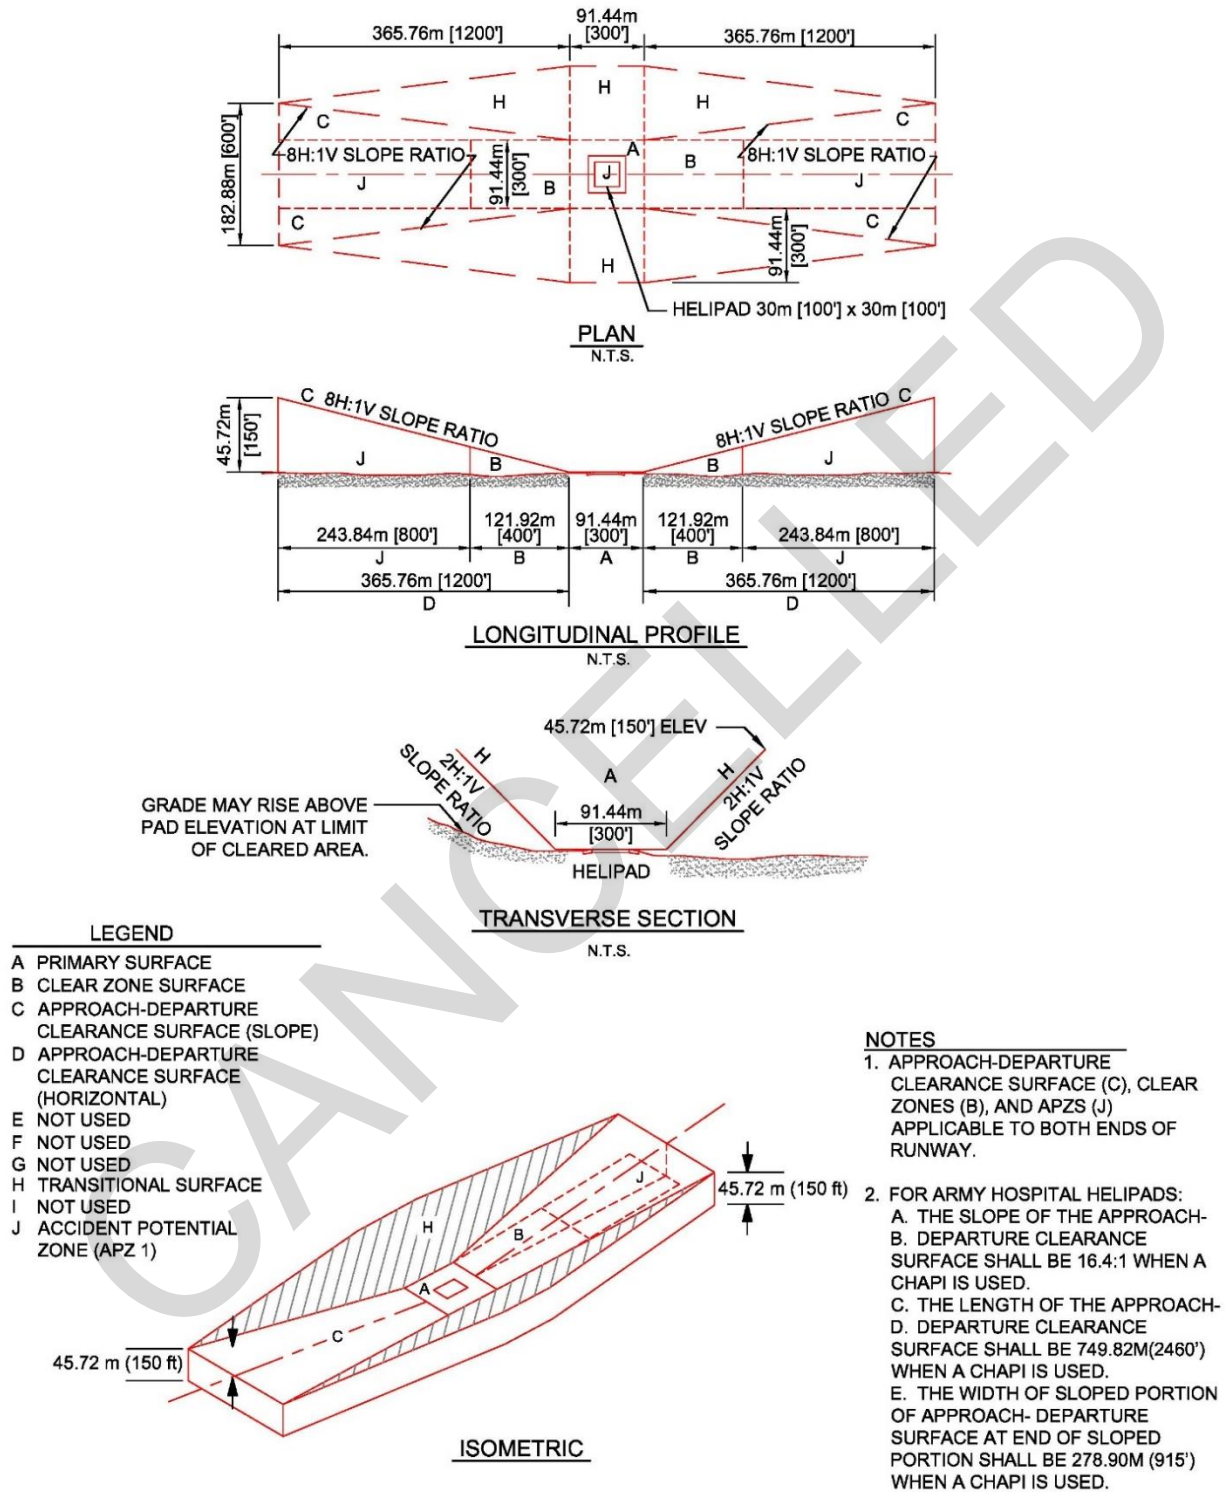 91.44m
365.76m [1200'] [300'] 365.76m [1200']
H
H H
C C
182.88m [600']
8H:1V SLOPE RATIO
91.44m
[300']
A
B
8H:1V SLOPE RATIO
J
B
J
J
C
C
91.44m
[300']
H
HELIPAD 30m [100'] x 30m [100']
PLAN
N.T.S.
45.72m
[150']
C 8H:1V SLOPE RATIO
8H:1V SLOPE RATIO C
J B B J
243.84m [800'] 121.92m [400'] 91.44m [300'] 121.92m [400'] 243.84m [800']
J B A B J
365.76m [1200'] 365.76m [1200']
D D
LONGITUDINAL PROFILE
N.T.S.
45.72m [150'] ELEV
H
2H:1V
SLOPE RATIO
A
H
2H:1V
SLOPE RATIO
GRADE MAY RISE ABOVE
PAD ELEVATION AT LIMIT
OF CLEARED AREA.
91.44m
[300']
HELIPAD
TRANSVERSE SECTION
N.T.S.
LEGEND
A PRIMARY SURFACE
B CLEAR ZONE SURFACE
C APPROACH-DEPARTURE
CLEARANCE SURFACE (SLOPE)
D APPROACH-DEPARTURE
CLEARANCE SURFACE
(HORIZONTAL)
E NOT USED
F NOT USED
G NOT USED
H TRANSITIONAL SURFACE
I NOT USED
J ACCIDENT POTENTIAL
ZONE (APZ 1)
NOTES
1. APPROACH-DEPARTURE
CLEARANCE SURFACE (C), CLEAR
ZONES (B), AND APZS (J)
APPLICABLE TO BOTH ENDS OF
RUNWAY.
2. FOR ARMY HOSPITAL HELIPADS:
A. THE SLOPE OF THE APPROACH-
B. DEPARTURE CLEARANCE
SURFACE SHALL BE 16.4:1 WHEN A
CHAPI IS USED.
C. THE LENGTH OF THE APPROACH-
D. DEPARTURE CLEARANCE
SURFACE SHALL BE 749.82M(2460')
WHEN A CHAPI IS USED.
E. THE WIDTH OF SLOPED PORTION
OF APPROACH- DEPARTURE
SURFACE AT END OF SLOPED
PORTION SHALL BE 278.90M (915')
WHEN A CHAPI IS USED.
J
45.72 m (150 ft)
H
B
A
C
45.72 m (150 ft)
ISOMETRIC
CANCELLED